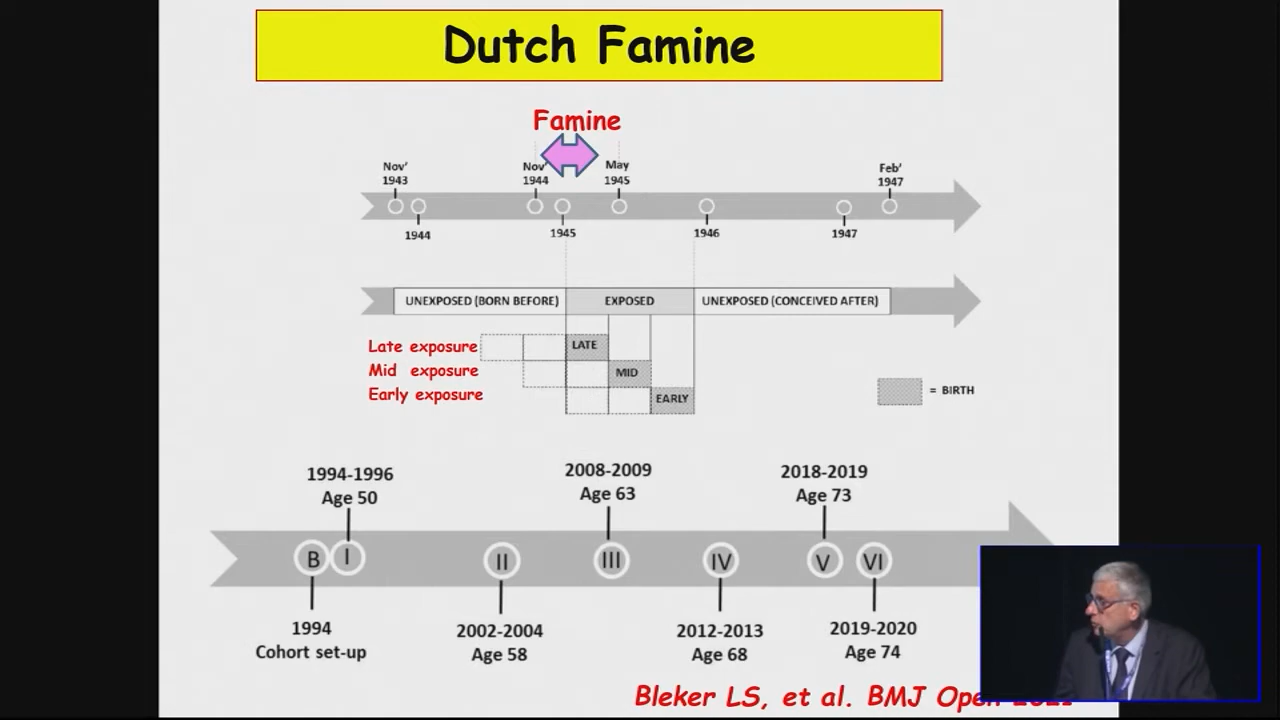 Dutch Famine
Famine
Nov' 1943
Nov' 1944
May 1945
Feb' 1947
1944
1945
1946
1947
UNEXPOSED (BORN BEFORE)
EXPOSED
UNEXPOSED (CONCEIVED AFTER)
Late exposure
LATE
Mid exposure
MID
Early exposure
EARLY
= BIRTH
1994-1996
Age 50
2008-2009
Age 63
2018-2019
Age 73
B
I
II
III
IV
V
VI
1994
Cohort set-up
2002-2004
Age 58
2012-2013
Age 68
2019-2020
Age 74
Bleker LS, et al. BMJ